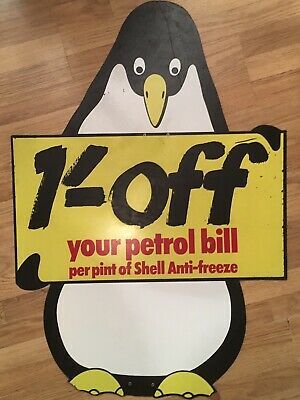 1/- off
your petrol bill
per pint of Shell Anti-freeze